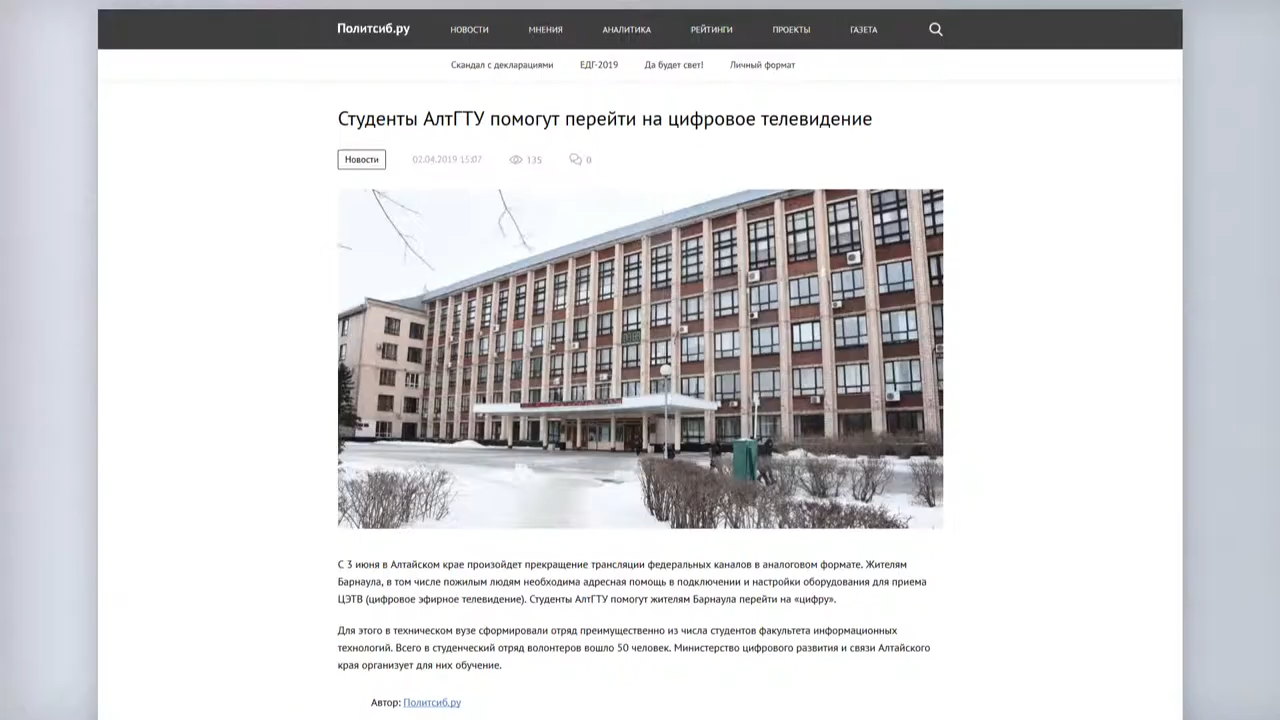 Политсиб.ру НОВОСТИ МНЕНИЯ АНАЛИТИКА РЕЙТИНГИ ПРОЕКТЫ ГАЗЕТА
Скандал с декларациями ЕДГ-2019 Да будет свет! Личный формат
Студенты АлтГТУ помогут перейти на цифровое телевидение
Новости 02.04.2019 15:07 135 0
С 3 июня в Алтайском крае произойдет прекращение трансляции федеральных каналов в аналоговом формате. Жителям
Барнаула, в том числе пожилым людям необходима адресная помощь в подключении и настройки оборудования для приема
ЦЭТВ (цифровое эфирное телевидение). Студенты АлтГТУ помогут жителям Барнаула перейти на «цифру».
Для этого в техническом вузе сформировали отряд преимущественно из числа студентов факультета информационных
технологий. Всего в студенческий отряд волонтеров вошло 50 человек. Министерство цифрового развития и связи Алтайского
края организует для них обучение.
Автор: Политсиб.ру